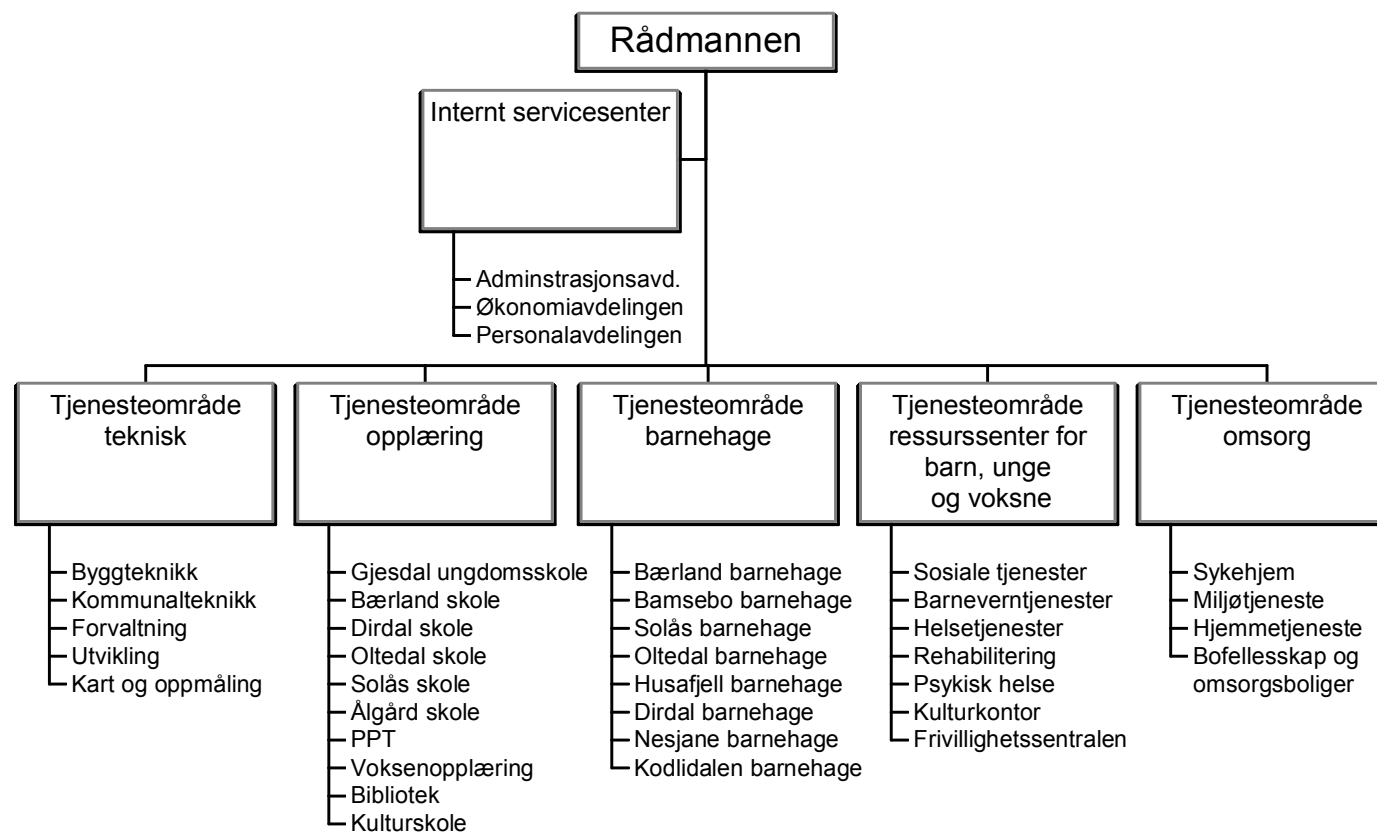 Rådmannen
Internt servicesenter
Adminstrasjonsavd.
Økonomiavdelingen
Personalavdelingen
Tjenesteområde
teknisk
Byggteknikk
Kommunalteknikk
Forvaltning
Utvikling
Kart og oppmåling
Tjenesteområde
opplæring
Gjesdal ungdomsskole
Bærland skole
Dirdal skole
Oltedal skole
Solås skole
Ålgård skole
PPT
Voksenopplæring
Bibliotek
Kulturskole
Tjenesteområde
barnehage
Bærland barnehage
Bamsebo barnehage
Solås barnehage
Oltedal barnehage
Husafjell barnehage
Dirdal barnehage
Nesjane barnehage
Kodlidalen barnehage
Tjenesteområde
ressurssenter for
barn, unge
og voksne
Sosiale tjenester
Barneverntjenester
Helsetjenester
Rehabilitering
Psykisk helse
Kulturkontor
Frivillighetssentralen
Tjenesteområde
omsorg
Sykehjem
Miljøtjeneste
Hjemmetjeneste
Bofellesskap og
omsorgsboliger